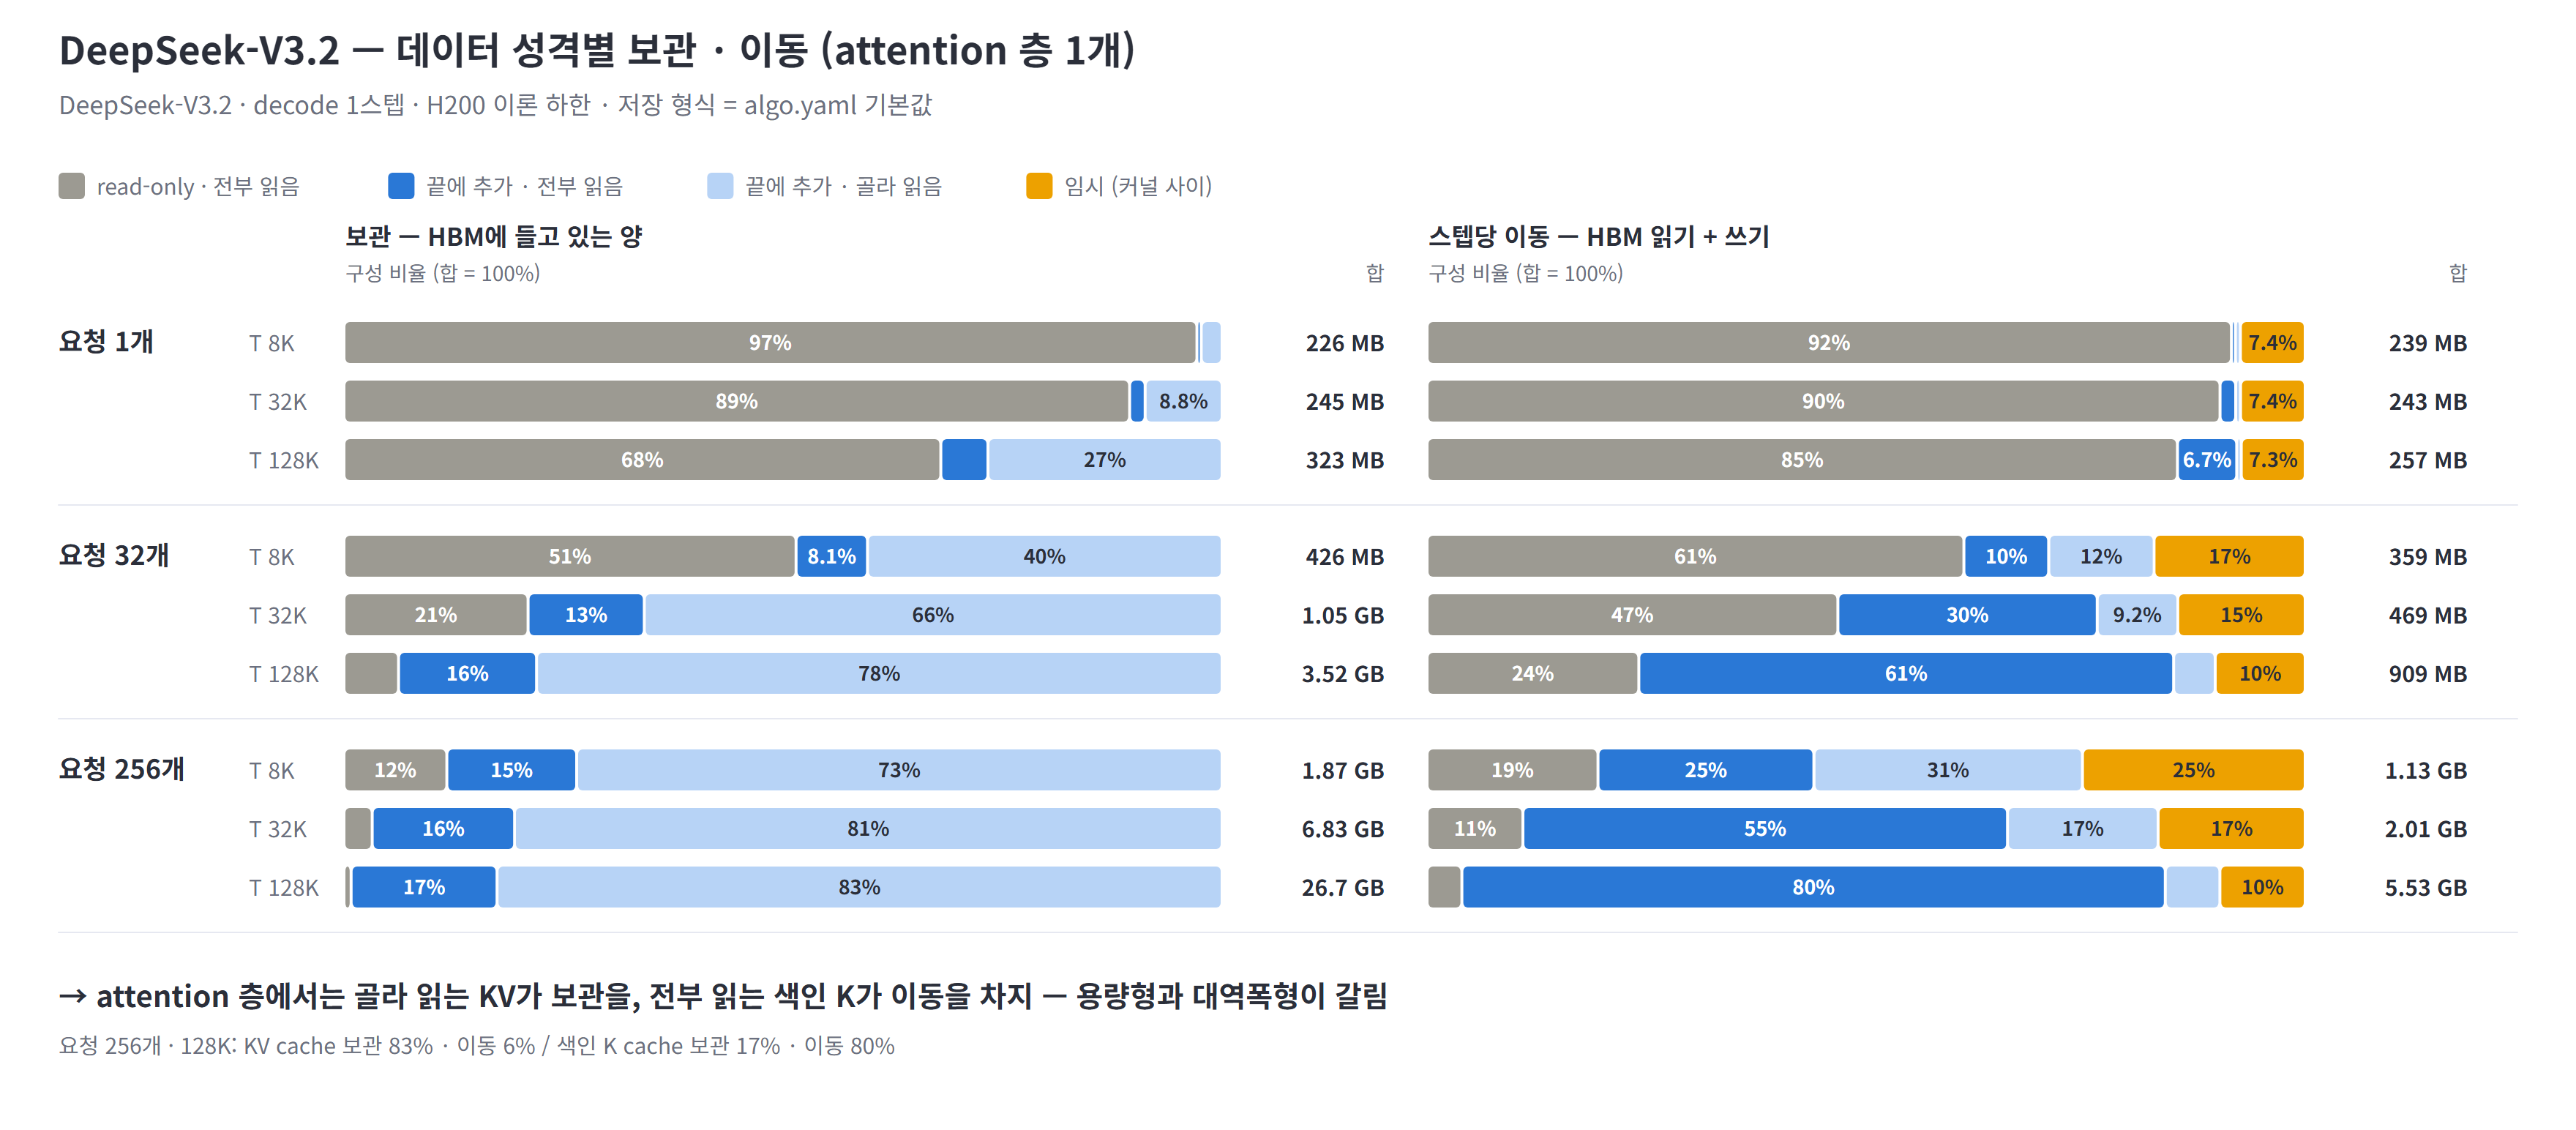 DeepSeek-V3.2 — 데이터 성격별 보관 · 이동 (attention 층 1개)
DeepSeek-V3.2 · decode 1스텝 · H200 이론 하한 · 저장 형식 = algo.yaml 기본값
read-only · 전부 읽음 끝에 추가 · 전부 읽음 끝에 추가 · 골라 읽음 임시 (커널 사이)
보관 — HBM에 들고 있는 양 스텝당 이동 — HBM 읽기 + 쓰기
구성 비율 (합 = 100%) 합 구성 비율 (합 = 100%) 합
요청 1개 T 8K 97% 226 MB 92% 7.4% 239 MB
T 32K 89% 8.8% 245 MB 90% 7.4% 243 MB
T 128K 68% 27% 323 MB 85% 6.7% 7.3% 257 MB
요청 32개 T 8K 51% 8.1% 40% 426 MB 61% 10% 12% 17% 359 MB
T 32K 21% 13% 66% 1.05 GB 47% 30% 9.2% 15% 469 MB
T 128K 16% 78% 3.52 GB 24% 61% 10% 909 MB
요청 256개 T 8K 12% 15% 73% 1.87 GB 19% 25% 31% 25% 1.13 GB
T 32K 16% 81% 6.83 GB 11% 55% 17% 17% 2.01 GB
T 128K 17% 83% 26.7 GB 80% 10% 5.53 GB
→ attention 층에서는 골라 읽는 KV가 보관을, 전부 읽는 색인 K가 이동을 차지 — 용량형과 대역폭형이 갈림
요청 256개 · 128K: KV cache 보관 83% · 이동 6% / 색인 K cache 보관 17% · 이동 80%